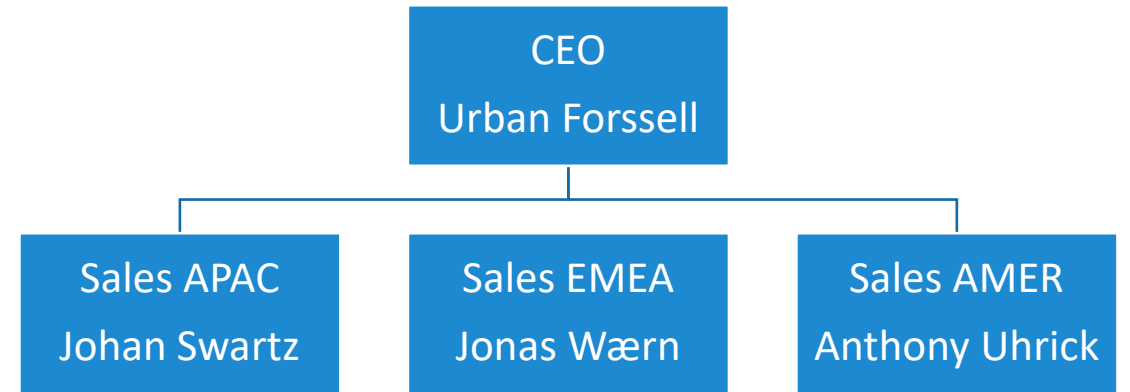 CEO
Urban Forssell
Sales APAC
Johan Swartz
Sales EMEA
Jonas Wærn
Sales AMER
Anthony Uhrick